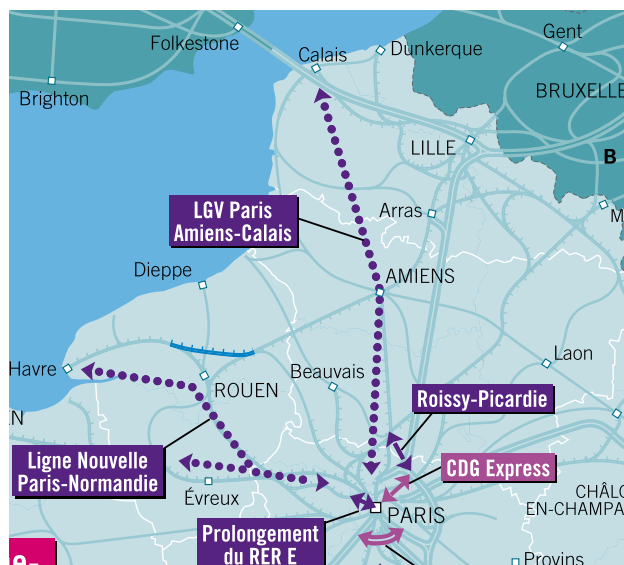 Folkestone
Calais
Dunkerque
Gent
Brighton
BRUXELLE
LILLE
B
LGV Paris
Amiens-Calais
Arras
M
Dieppe
AMIENS
Havre
Beauvais
Laon
ROUEN
Roissy-Picardie
EN
Ligne Nouvelle
Paris-Normandie
CDG Express
Évreux
CHÂLO
EN-CHAMPA
PARIS
Prolongement
du RER E
e-
Provins